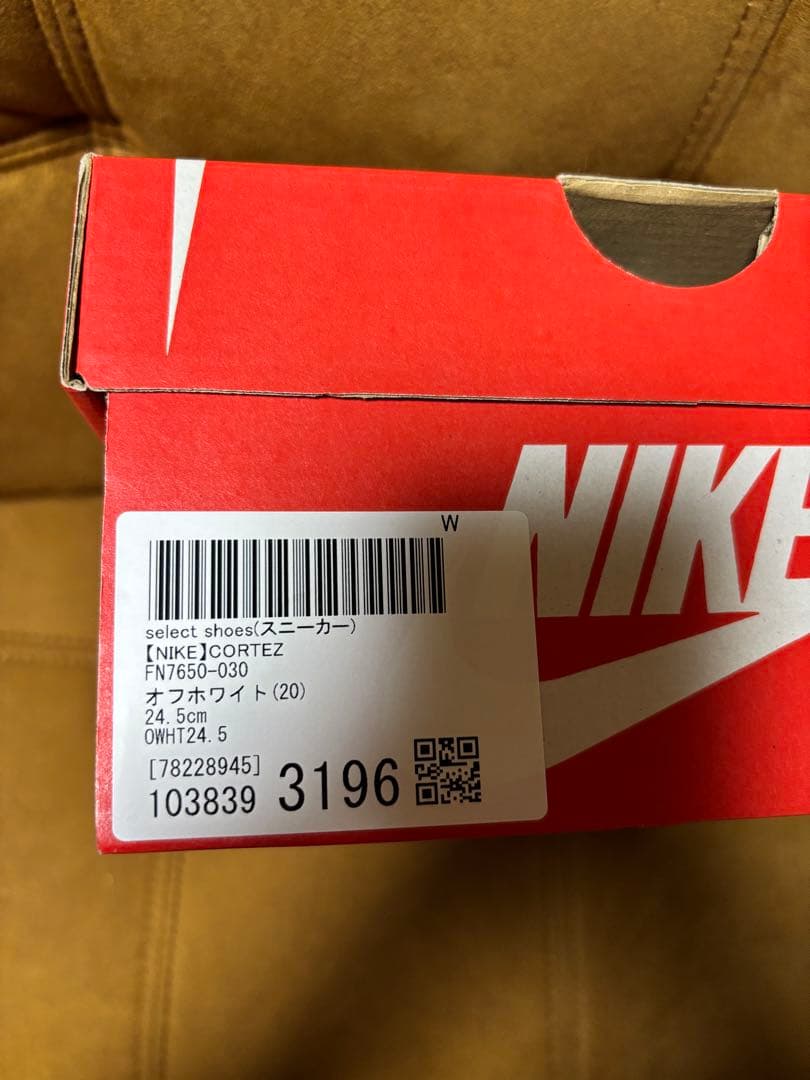 NIKE
W
select shoes(スニーカー)
【NIKE】CORTEZ
FN7650-030
オフホワイト(20)
24.5cm
OWHT24.5
[78228945]
103839 3196